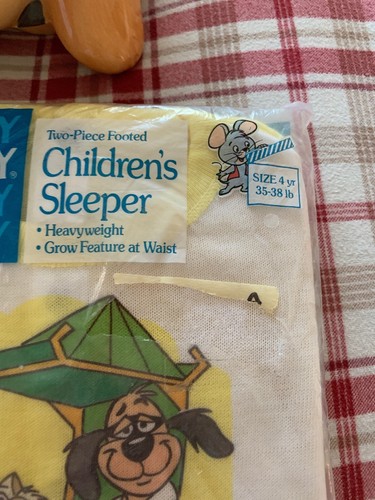 Y
Y®
Y
Two-Piece Footed
Children's
Sleeper
• Heavyweight
• Grow Feature at Waist
SIZE 4 yr
35-38 lb
A